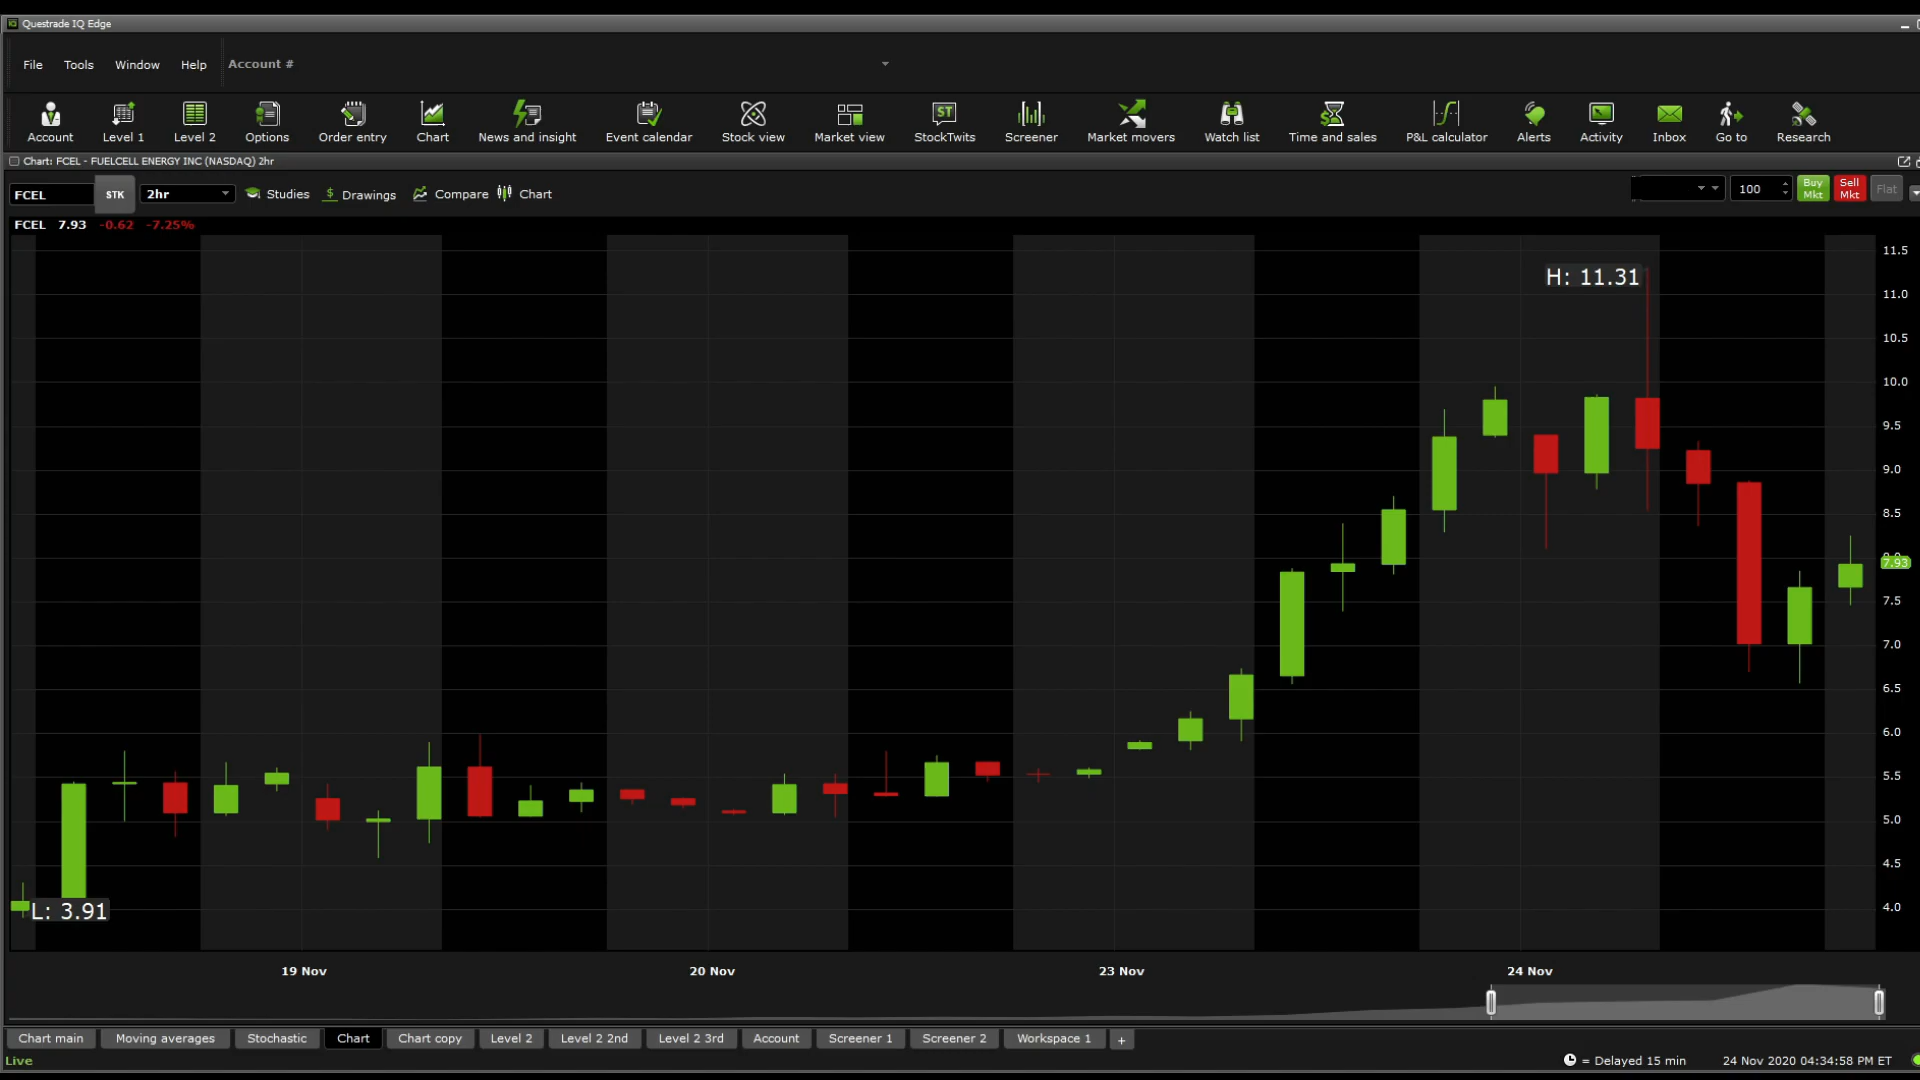 Questrade IQ Edge
File Tools Window Help Account #
Account Level 1 Level 2 Options Order entry Chart News and insight Event calendar Stock view Market view StockTwits Screener Market movers Watch list Time and sales P&L calculator Alerts Activity Inbox Go to Research
Chart: FCEL - FUELCELL ENERGY INC (NASDAQ) 2hr
FCEL STK 2hr Studies Drawings Compare Chart 100 Buy Mkt Sell Mkt Flat
FCEL 7.93 -0.62 -7.25%
11.5
H: 11.31
11.0
10.5
10.0
9.5
9.0
8.5
8.0
7.93
7.5
7.0
6.5
6.0
5.5
5.0
4.5
L: 3.91
4.0
19 Nov 20 Nov 23 Nov 24 Nov
Chart main Moving averages Stochastic Chart Chart copy Level 2 Level 2 2nd Level 2 3rd Account Screener 1 Screener 2 Workspace 1 +
Live = Delayed 15 min 24 Nov 2020 04:34:58 PM ET